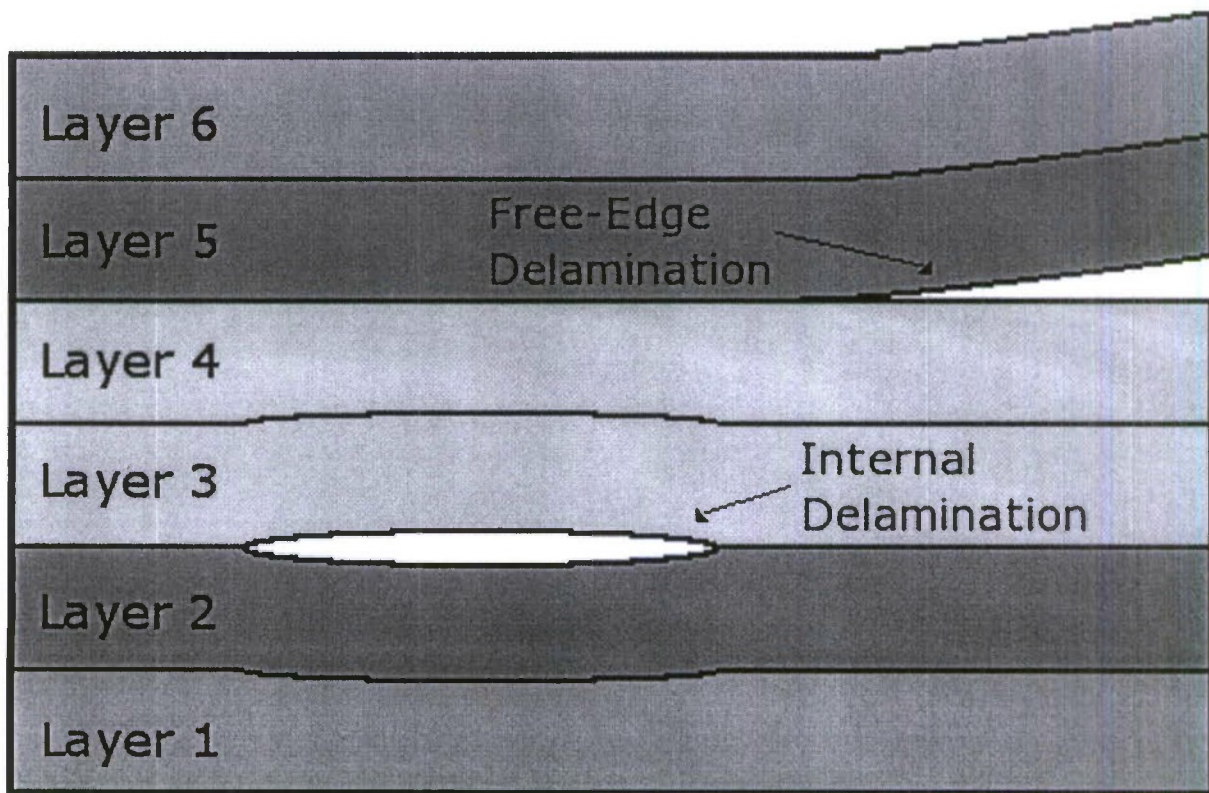 Layer 6
Free-Edge
Delamination
Layer 5
Layer 4
Internal
Delamination
Layer 3
Layer 2
Layer 1